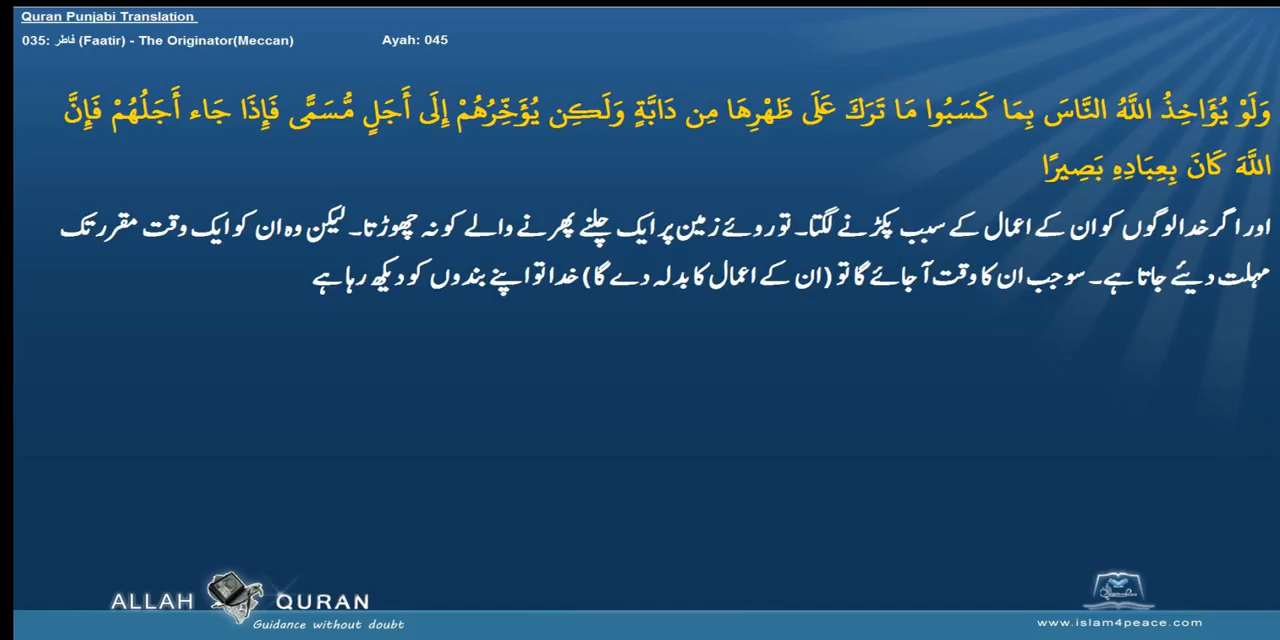 Quran Punjabi Translation
035: فاطر (Faatir) - The Originator(Meccan) Ayah: 045
وَلَوْ يُؤَاخِذُ اللَّهُ النَّاسَ بِمَا كَسَبُوا مَا تَرَكَ عَلَى ظَهْرِهَا مِن دَابَّةٍ وَلَكِن يُؤَخِّرُهُمْ إِلَى أَجَلٍ مُّسَمًّى فَإِذَا جَاء أَجَلُهُمْ فَإِنَّ
اللَّهَ كَانَ بِعِبَادِهِ بَصِيرًا
اور اگر خدا لوگوں کو ان کے اعمال کے سبب پکڑنے لگتا۔ تو روئے زمین پر ایک چلنے پھرنے والے کو نہ چھوڑتا۔ لیکن وہ ان کو ایک وقت مقرر تک
مہلت دیئے جاتا ہے۔ سو جب ان کا وقت آجائے گا تو (ان کے اعمال کا بدلہ دے گا) خدا تو اپنے بندوں کو دیکھ رہا ہے
ALLAH QURAN
Guidance without doubt
www.islam4peace.com